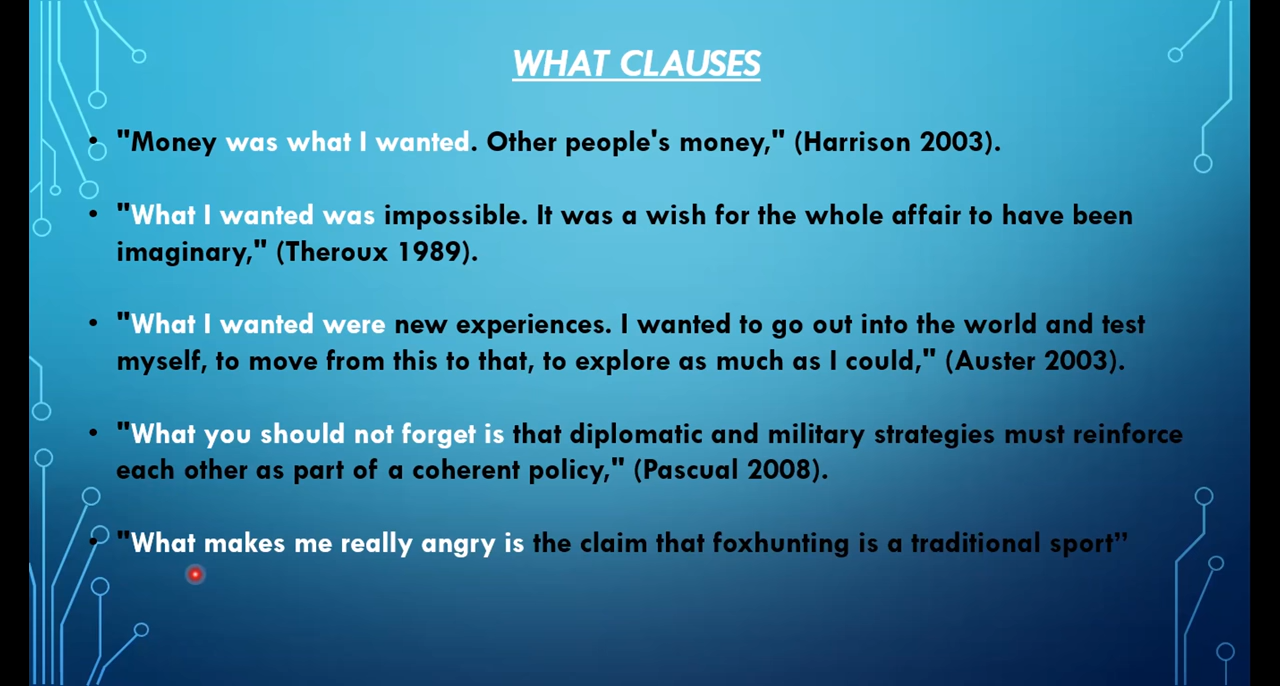 WHAT CLAUSES
• "Money was what I wanted. Other people's money," (Harrison 2003).
• "What I wanted was impossible. It was a wish for the whole affair to have been
imaginary," (Theroux 1989).
• "What I wanted were new experiences. I wanted to go out into the world and test
myself, to move from this to that, to explore as much as I could," (Auster 2003).
• "What you should not forget is that diplomatic and military strategies must reinforce
each other as part of a coherent policy," (Pascual 2008).
• "What makes me really angry is the claim that foxhunting is a traditional sport”